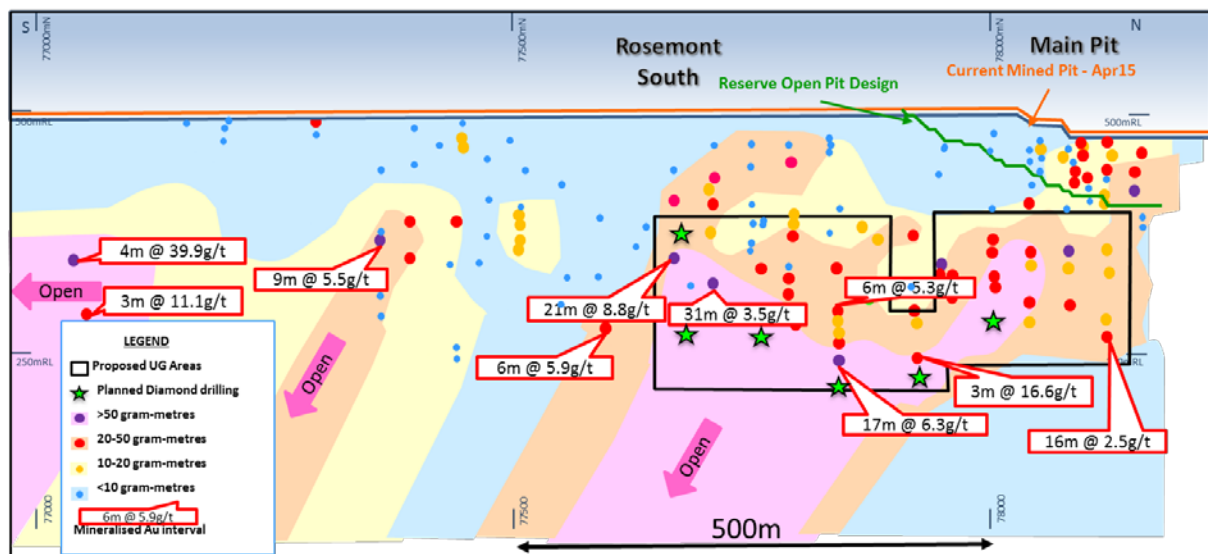 S
77000mN
77500mN
78000mN
N
Rosemont
South
Main Pit
Current Mined Pit - Apr15
Reserve Open Pit Design
500mRL
500mRL
4m @ 39.9g/t
Open
3m @ 11.1g/t
9m @ 5.5g/t
Open
21m @ 8.8g/t
31m @ 3.5g/t
6m @ 6.3g/t
6m @ 5.9g/t
250mRL
Open
17m @ 6.3g/t
3m @ 16.6g/t
16m @ 2.5g/t
LEGEND
Proposed UG Areas
Planned Diamond drilling
>50 gram-metres
20-50 gram-metres
10-20 gram-metres
<10 gram-metres
6m @ 5.9g/t
Mineralised Au interval
77000
77500
500m
78000